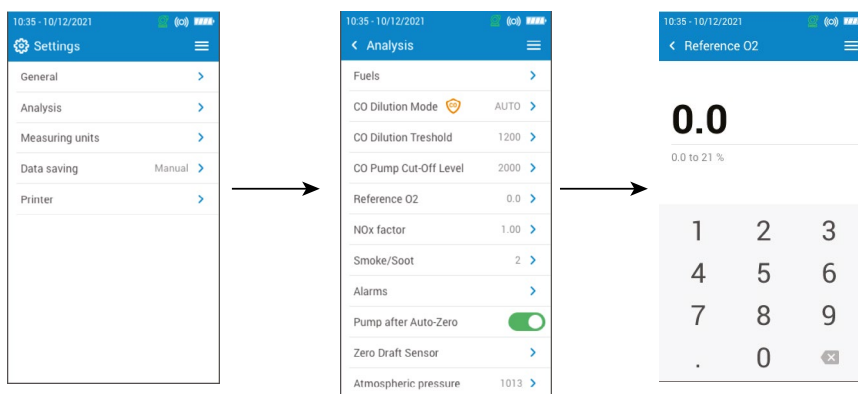 10:35 - 10/12/2021
Settings
General
Analysis
Measuring units
Data saving Manual
Printer
10:35 - 10/12/2021
Analysis
Fuels
CO Dilution Mode CO AUTO
CO Dilution Treshold 1200
CO Pump Cut-Off Level 2000
Reference O2 0.0
NOx factor 1.00
Smoke/Soot 2
Alarms
Pump after Auto-Zero
Zero Draft Sensor
Atmospheric pressure 1013
10:35 - 10/12/2021
Reference O2
0.0
0.0 to 21 %
1 2 3
4 5 6
7 8 9
. 0